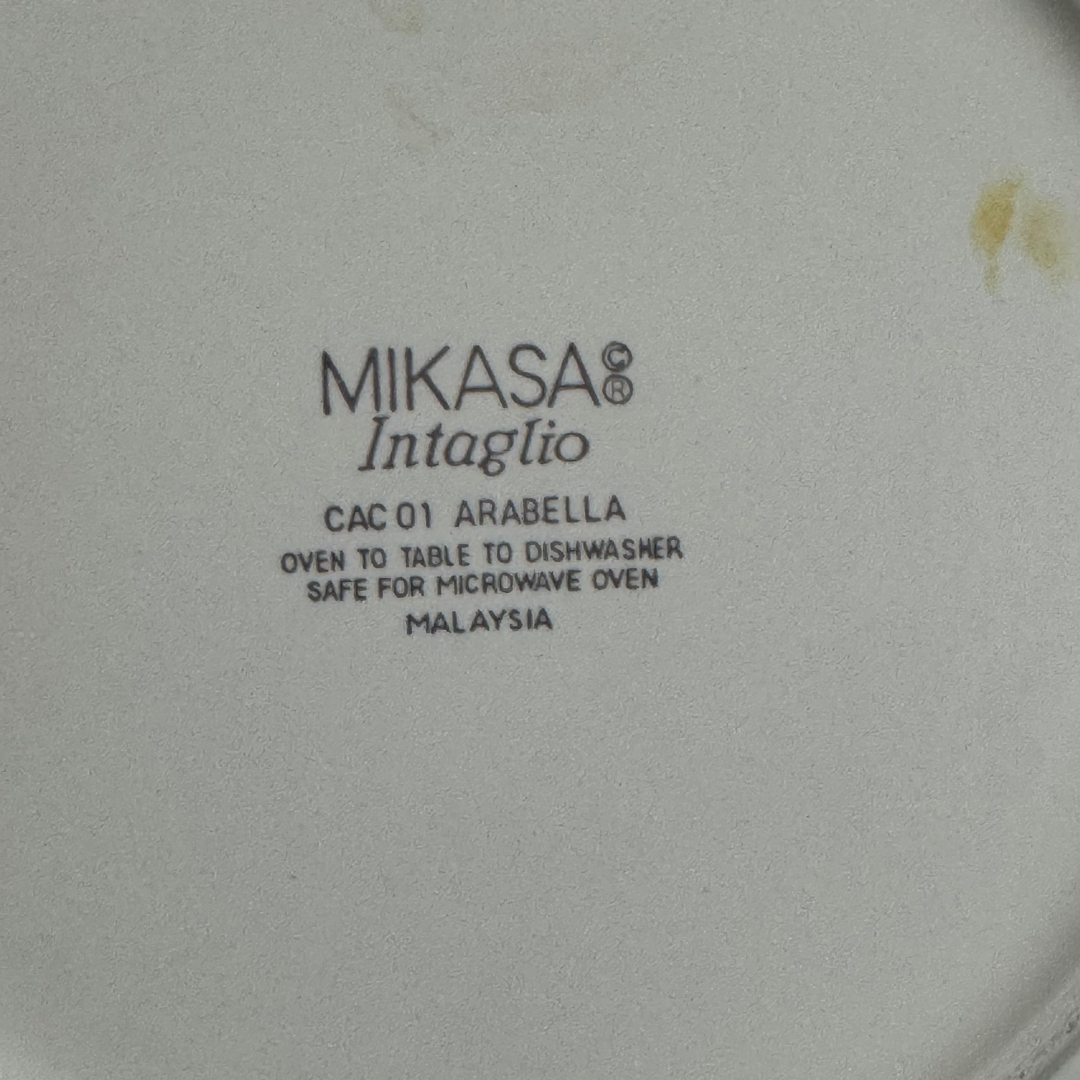 MIKASA©®
Intaglio
CAC 01 ARABELLA
OVEN TO TABLE TO DISHWASHER
SAFE FOR MICROWAVE OVEN
MALAYSIA